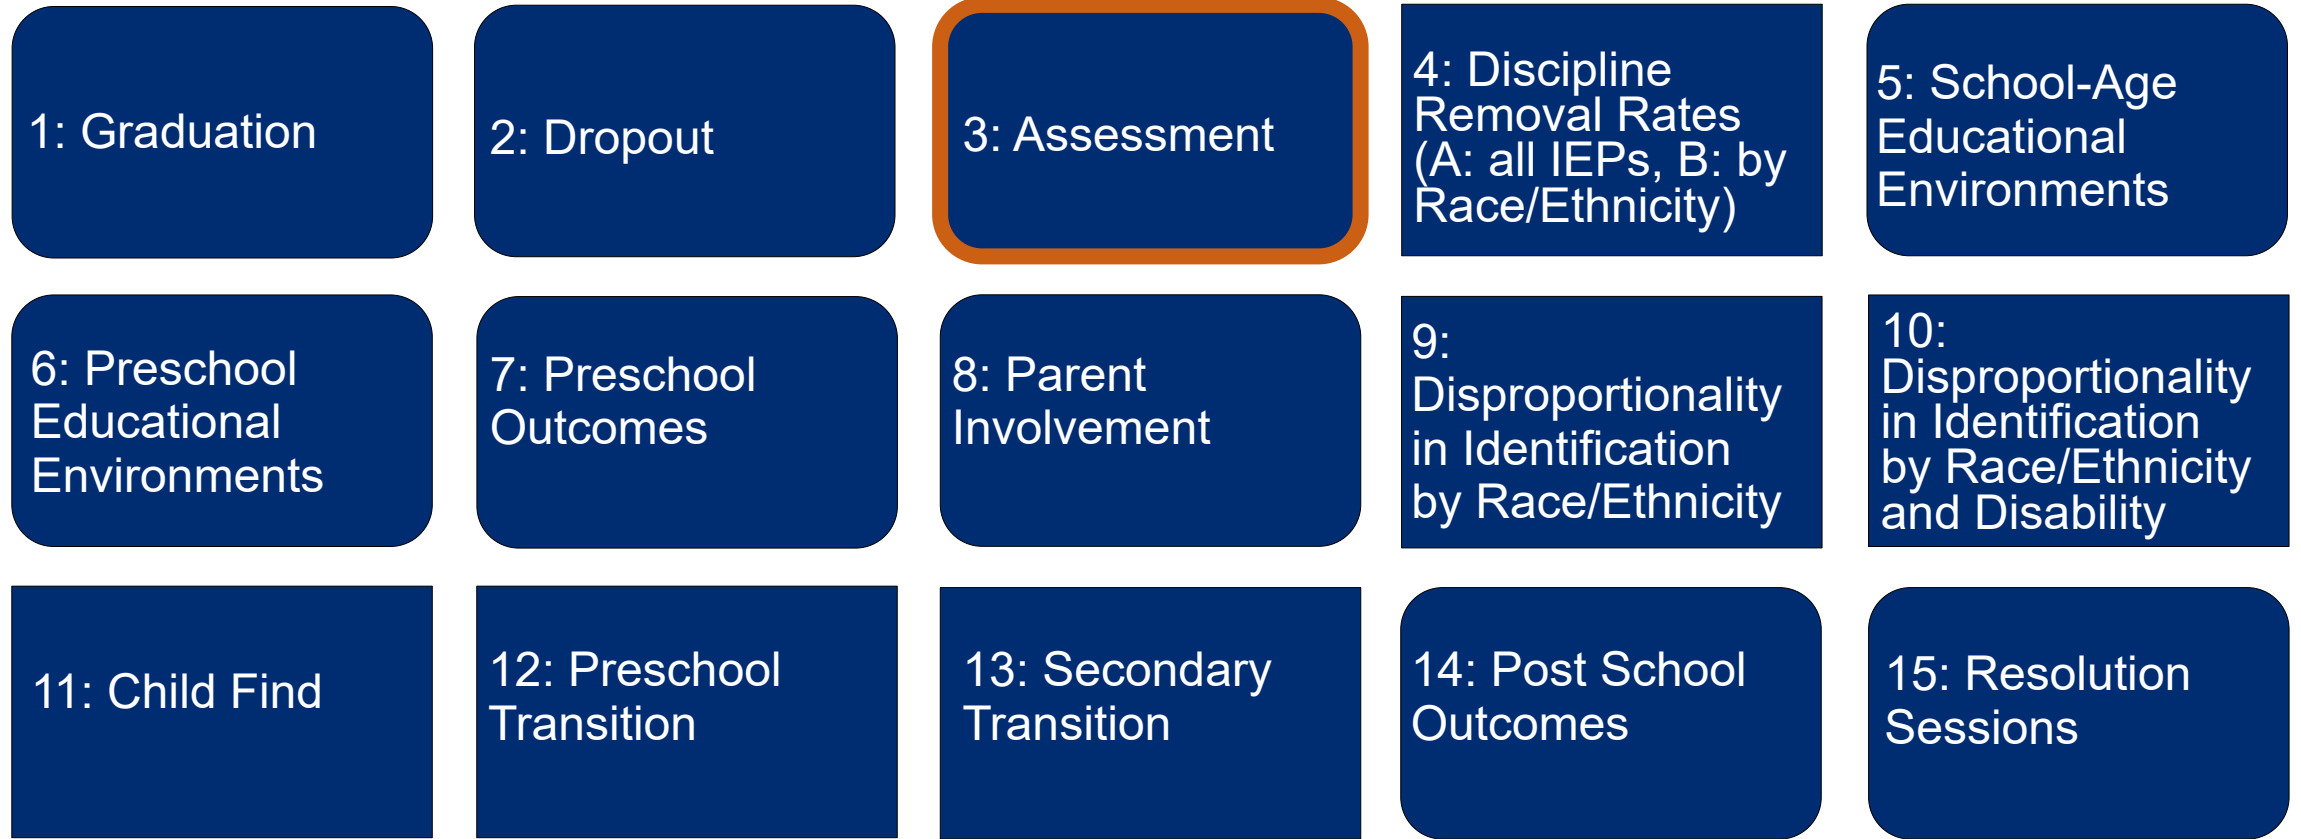 1: Graduation
2: Dropout
3: Assessment
4: Discipline
Removal Rates
(A: all IEPs, B: by
Race/Ethnicity)
5: School-Age
Educational
Environments
6: Preschool
Educational
Environments
7: Preschool
Outcomes
8: Parent
Involvement
9:
Disproportionality
in Identification
by Race/Ethnicity
10:
Disproportionality
in Identification
by Race/Ethnicity
and Disability
11: Child Find
12: Preschool
Transition
13: Secondary
Transition
14: Post School
Outcomes
15: Resolution
Sessions